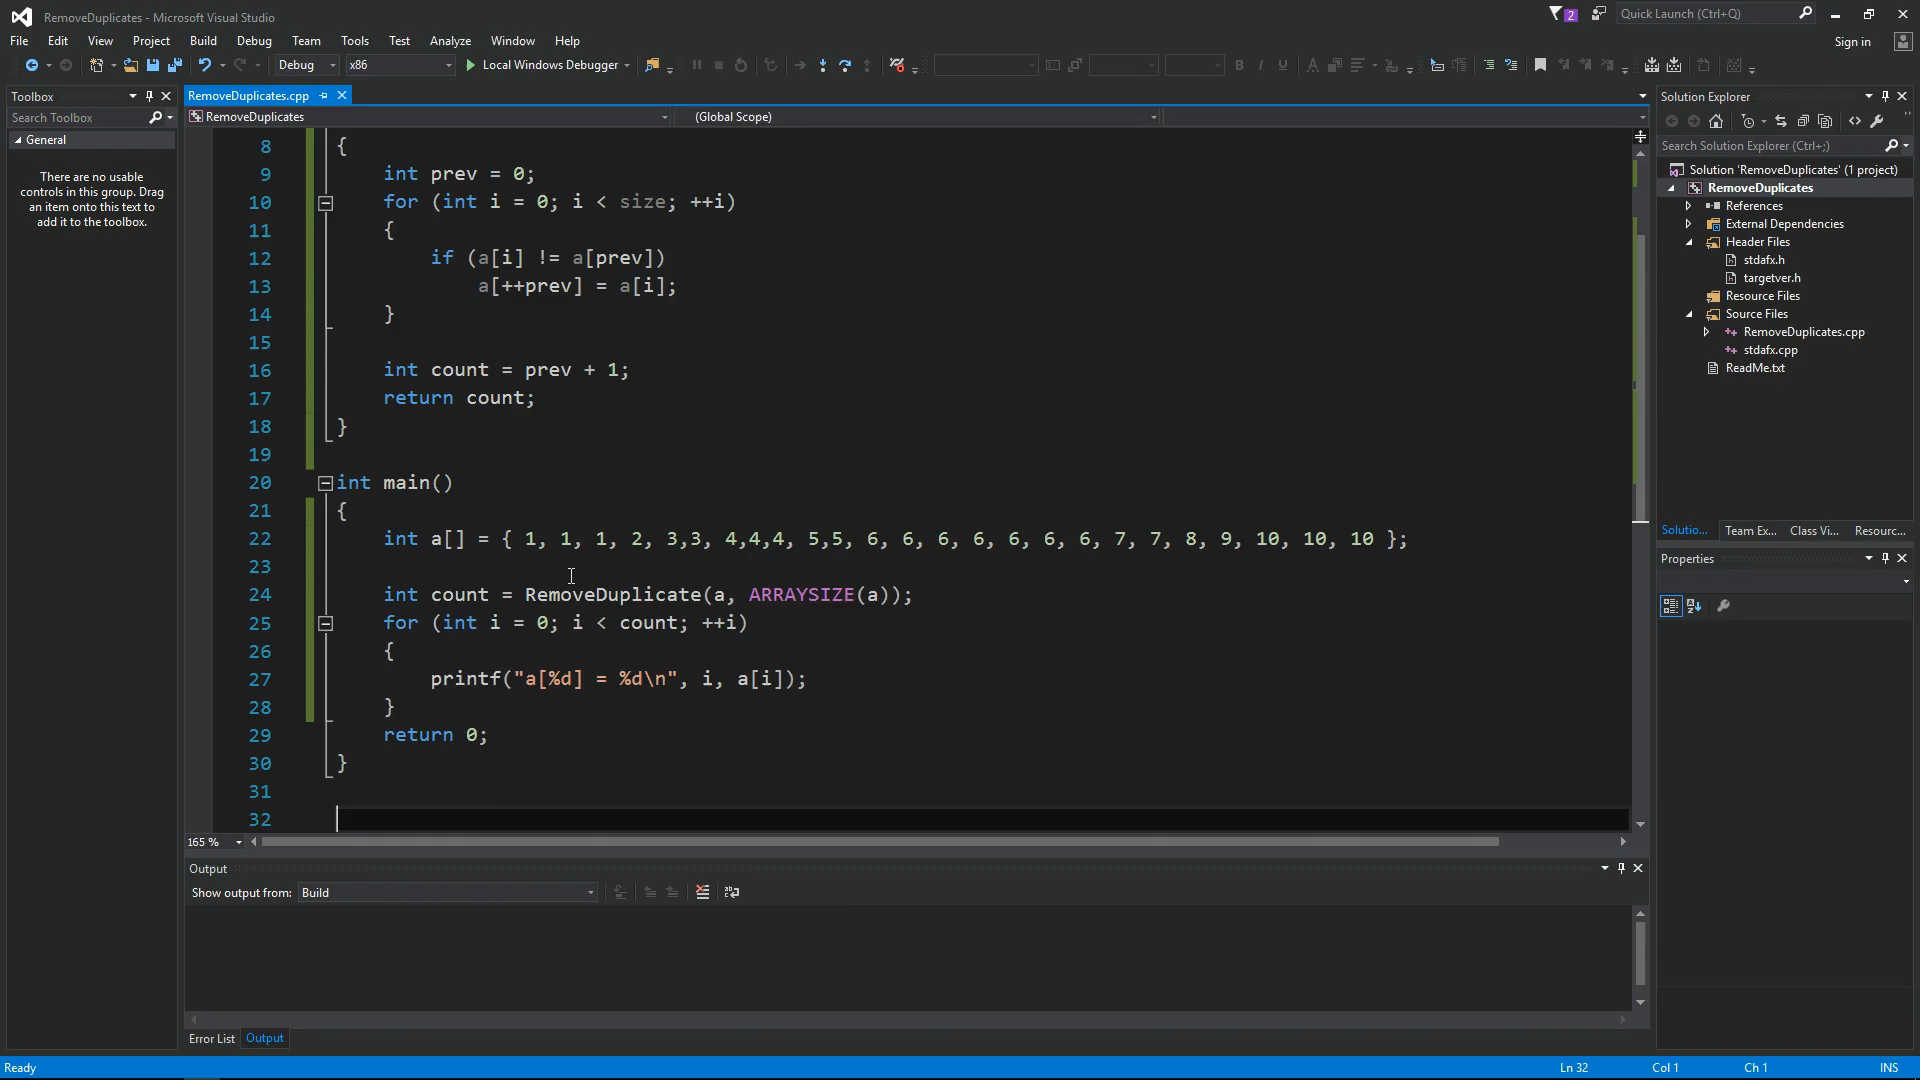 RemoveDuplicates - Microsoft Visual Studio
2
Quick Launch (Ctrl+Q)
File Edit View Project Build Debug Team Tools Test Analyze Window Help
Sign in
Debug x86 Local Windows Debugger
Toolbox
Search Toolbox
General
There are no usable
controls in this group. Drag
an item onto this text to
add it to the toolbox.
RemoveDuplicates.cpp
RemoveDuplicates (Global Scope)
8 {
9 int prev = 0;
10 for (int i = 0; i < size; ++i)
11 {
12 if (a[i] != a[prev])
13 a[++prev] = a[i];
14 }
15
16 int count = prev + 1;
17 return count;
18 }
19
20 int main()
21 {
22 int a[] = { 1, 1, 1, 2, 3,3, 4,4,4, 5,5, 6, 6, 6, 6, 6, 6, 6, 7, 7, 8, 9, 10, 10, 10 };
23
24 int count = RemoveDuplicate(a, ARRAYSIZE(a));
25 for (int i = 0; i < count; ++i)
26 {
27 printf("a[%d] = %d\n", i, a[i]);
28 }
29 return 0;
30 }
31
32
165 %
Output
Show output from: Build
Error List Output
Solution Explorer
Search Solution Explorer (Ctrl+;)
Solution 'RemoveDuplicates' (1 project)
RemoveDuplicates
References
External Dependencies
Header Files
stdafx.h
targetver.h
Resource Files
Source Files
RemoveDuplicates.cpp
stdafx.cpp
ReadMe.txt
Solutio... Team Ex... Class Vi... Resourc...
Properties
Ready Ln 32 Col 1 Ch 1 INS